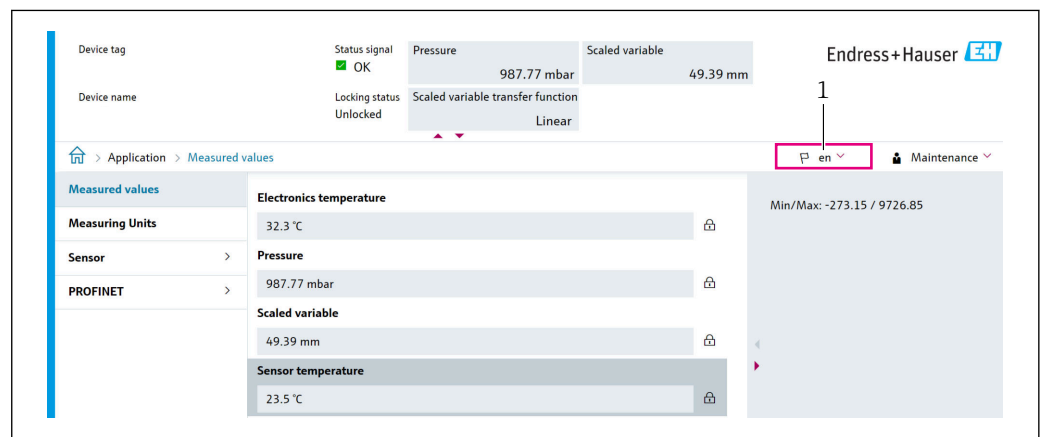 Device tag
Status signal
OK
Pressure
987.77 mbar
Scaled variable
49.39 mm
Endress+Hauser EH
Device name
Locking status
Unlocked
Scaled variable transfer function
Linear
1
> Application > Measured values
en
Maintenance
Measured values
Measuring Units
Sensor >
PROFINET >
Electronics temperature
32.3 °C
Pressure
987.77 mbar
Scaled variable
49.39 mm
Sensor temperature
23.5 °C
Min/Max: -273.15 / 9726.85